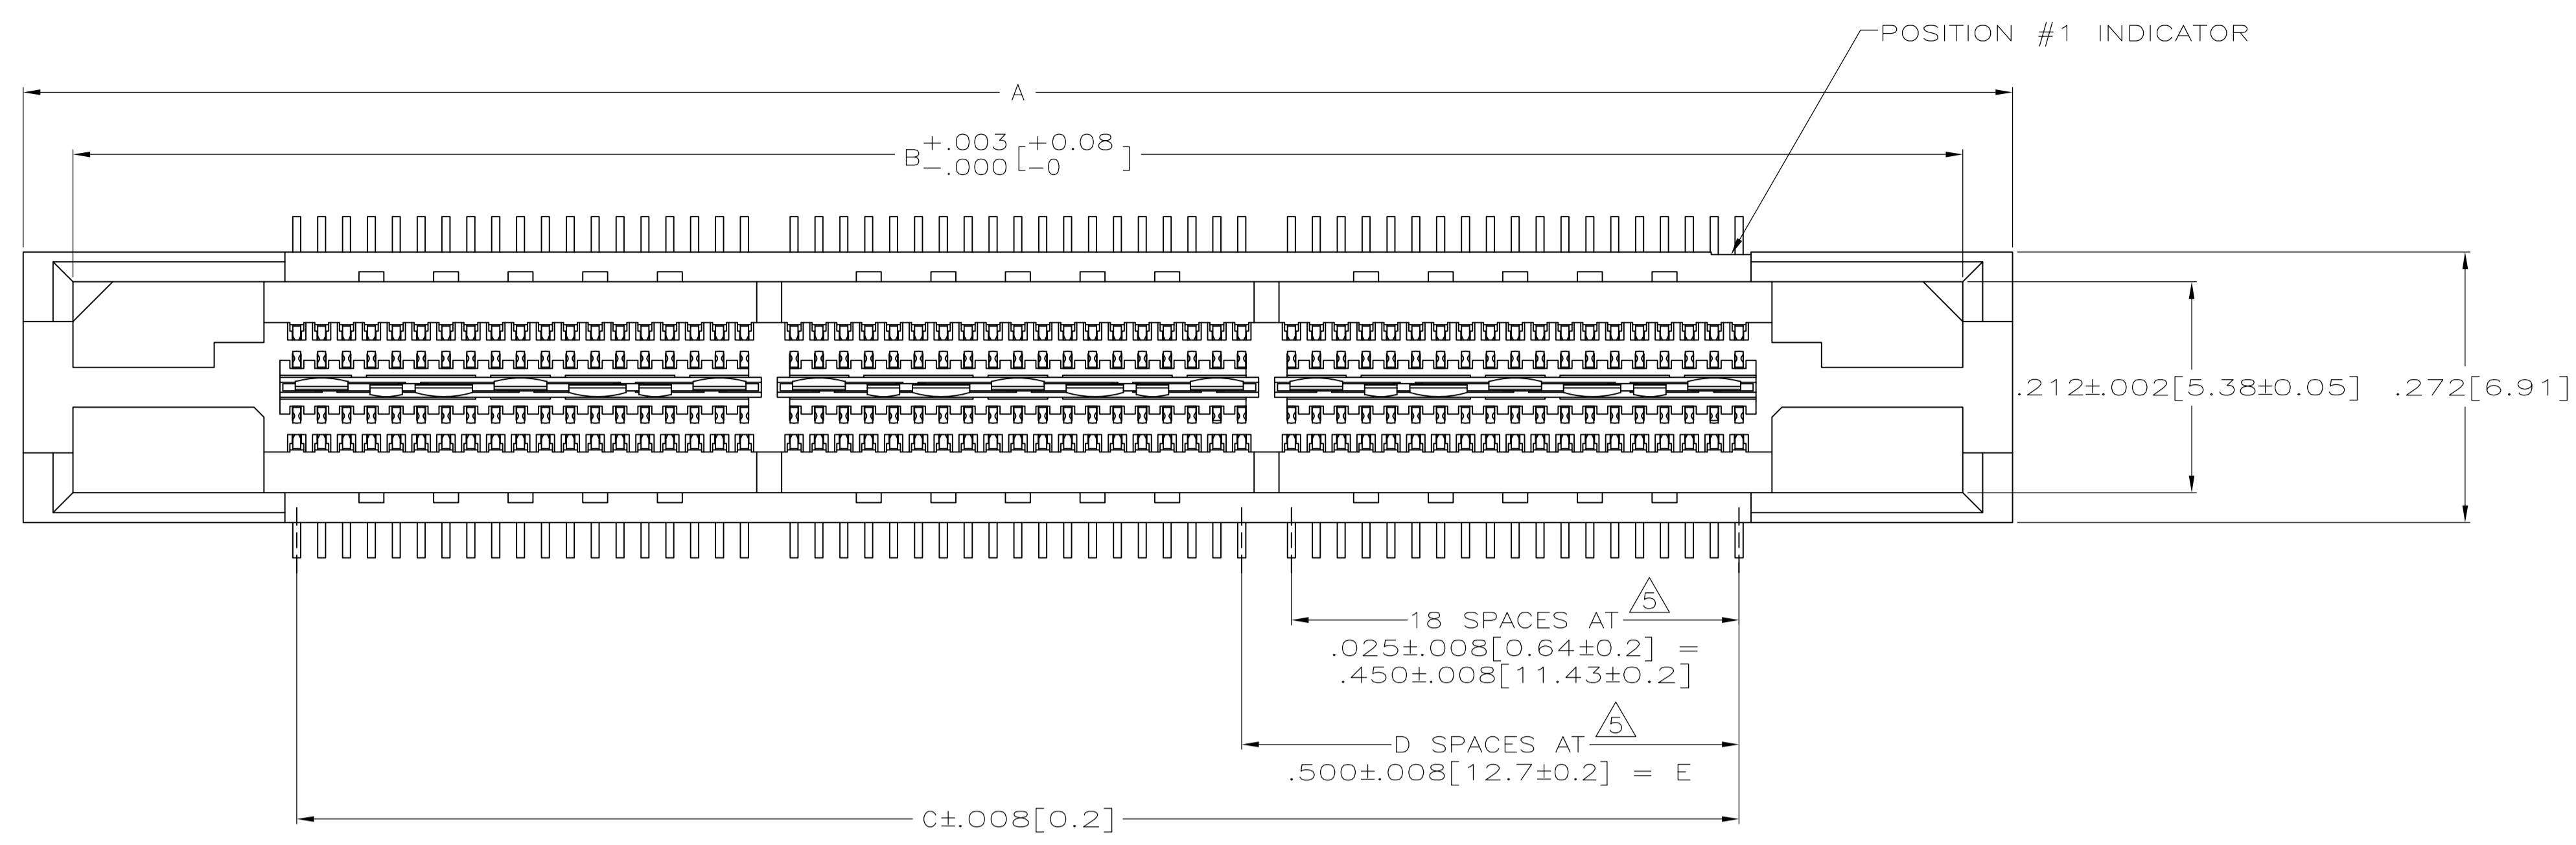 POSITION #1 INDICATOR
A
B+.003 [+0.08
-.000 [-0 ]
.212±.002[5.38±0.05]
.272[6.91]
5
18 SPACES AT
.025±.008[0.64±0.2] =
.450±.008[11.43±0.2]
5
D SPACES AT
.500±.008[12.7±0.2] = E
C±.008[0.2]